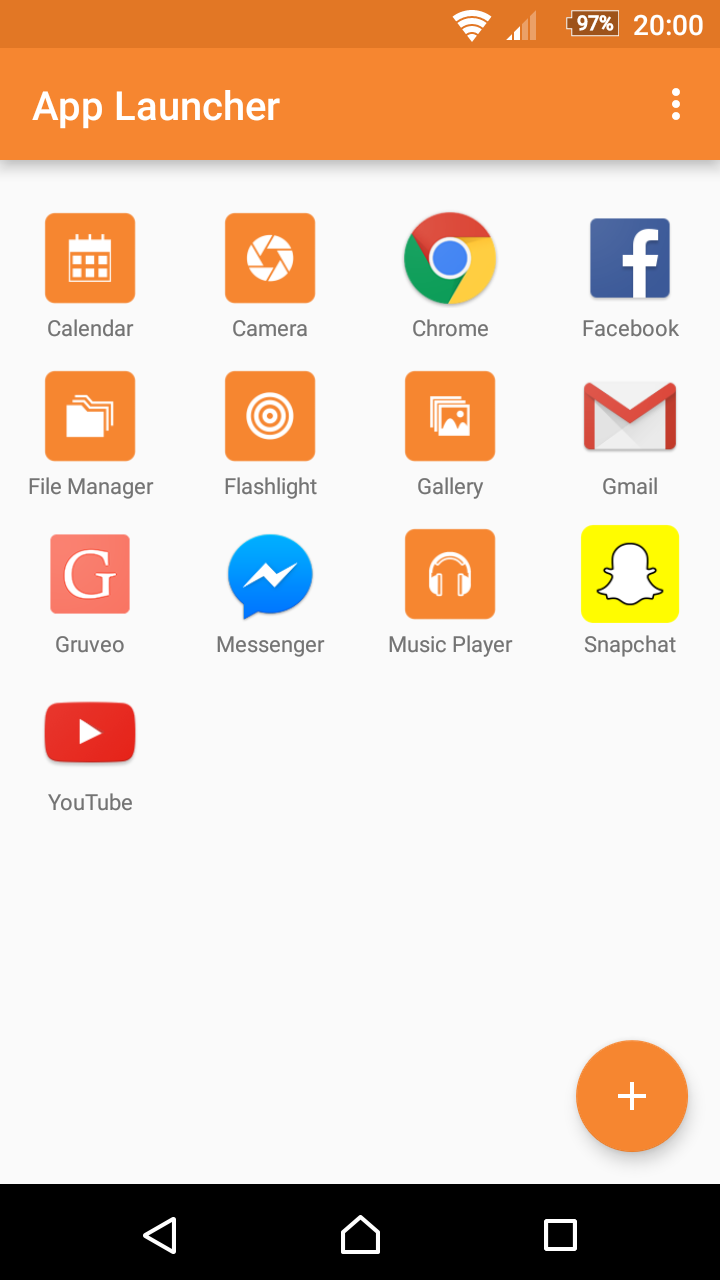 97% 20:00
App Launcher
Calendar Camera Chrome Facebook
File Manager Flashlight Gallery Gmail
G
Gruveo Messenger Music Player Snapchat
YouTube